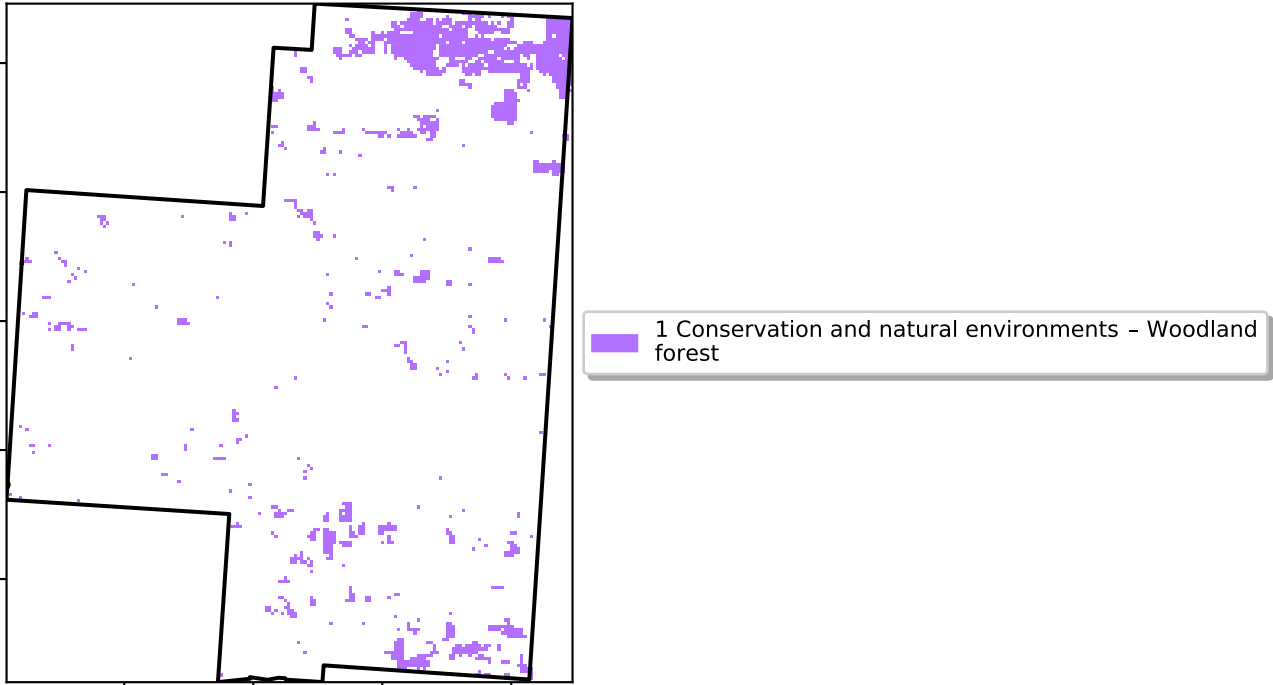 1 Conservation and natural environments – Woodland
forest